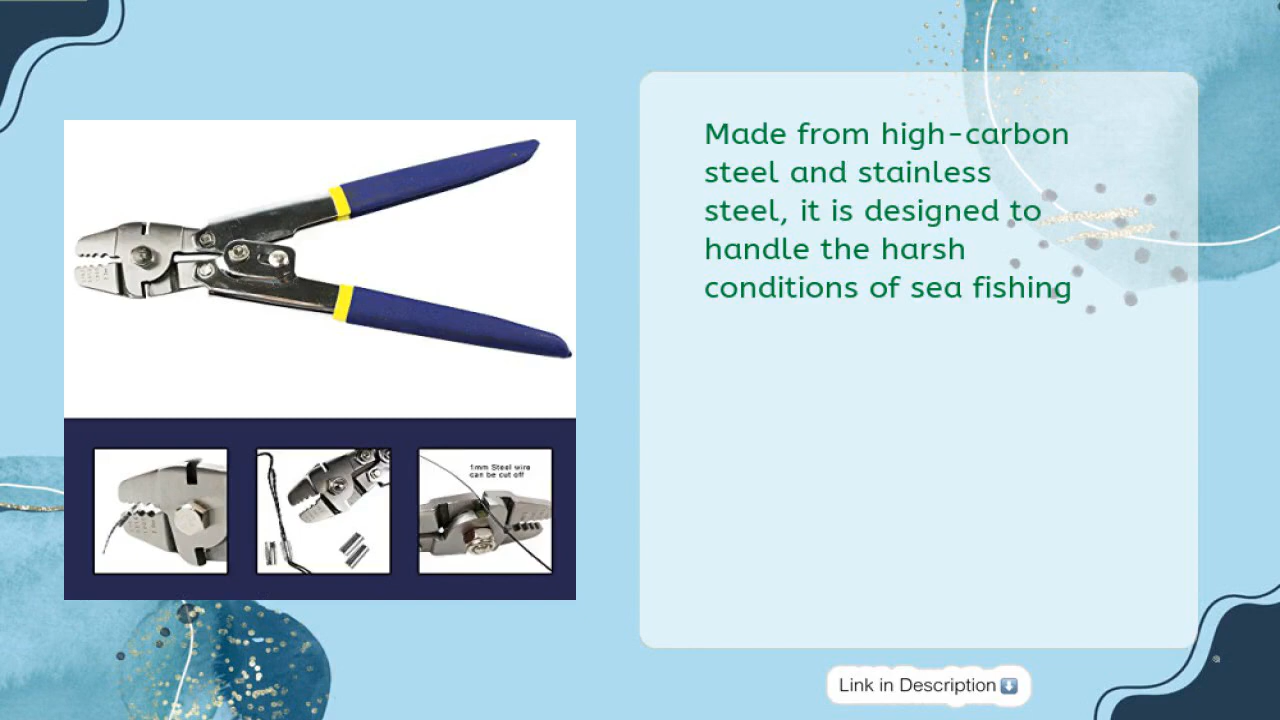 Made from high-carbon
steel and stainless
steel, it is designed to
handle the harsh
conditions of sea fishing
1mm Steel wire
can be cut off
Link in Description⬇️